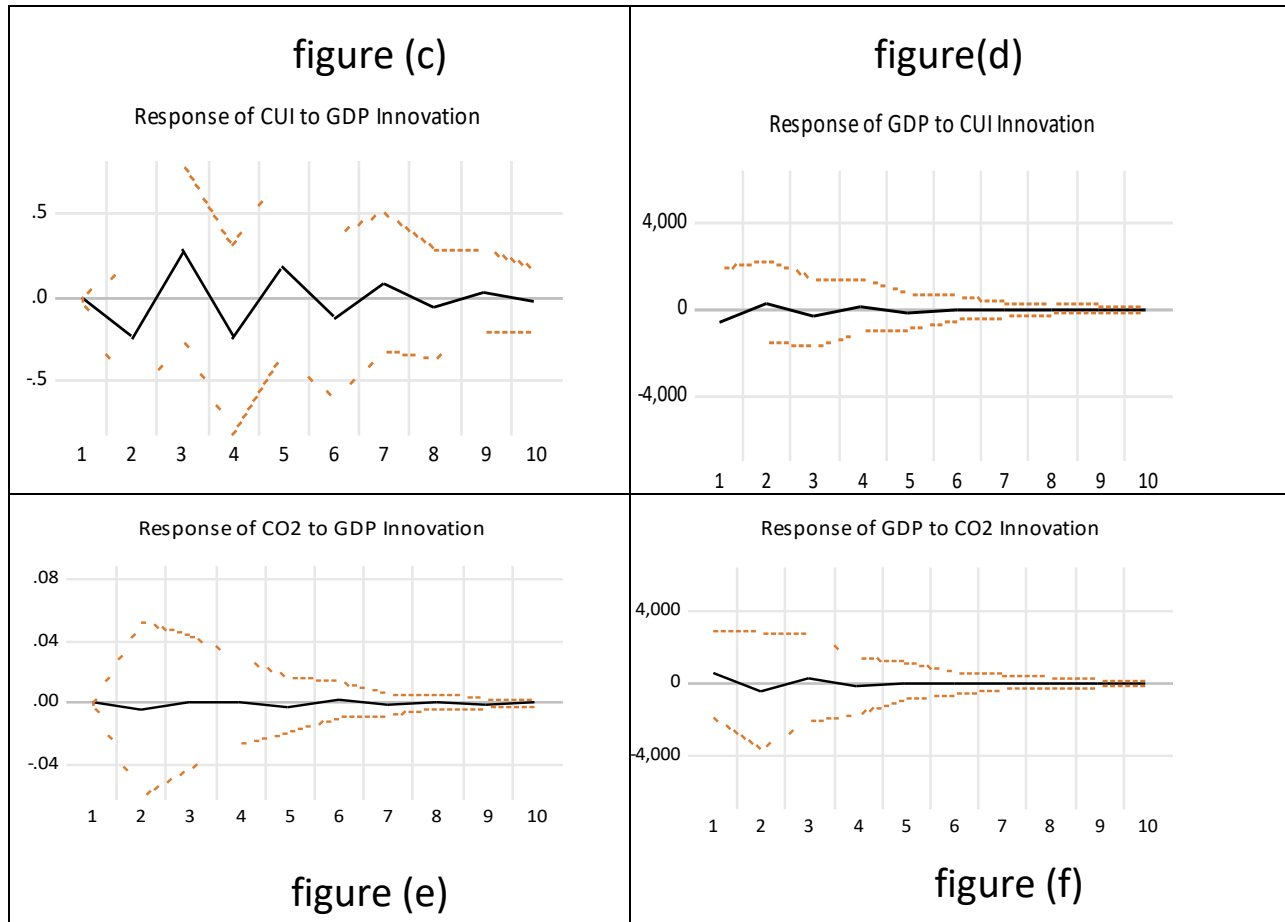 figure (c)
Response of CUI to GDP Innovation
.5
.0
-.5
1 2 3 4 5 6 7 8 9 10
figure(d)
Response of GDP to CUI Innovation
4,000
0
-4,000
1 2 3 4 5 6 7 8 9 10
Response of CO2 to GDP Innovation
.08
.04
.00
-.04
1 2 3 4 5 6 7 8 9 10
figure (e)
Response of GDP to CO2 Innovation
4,000
0
-4,000
1 2 3 4 5 6 7 8 9 10
figure (f)